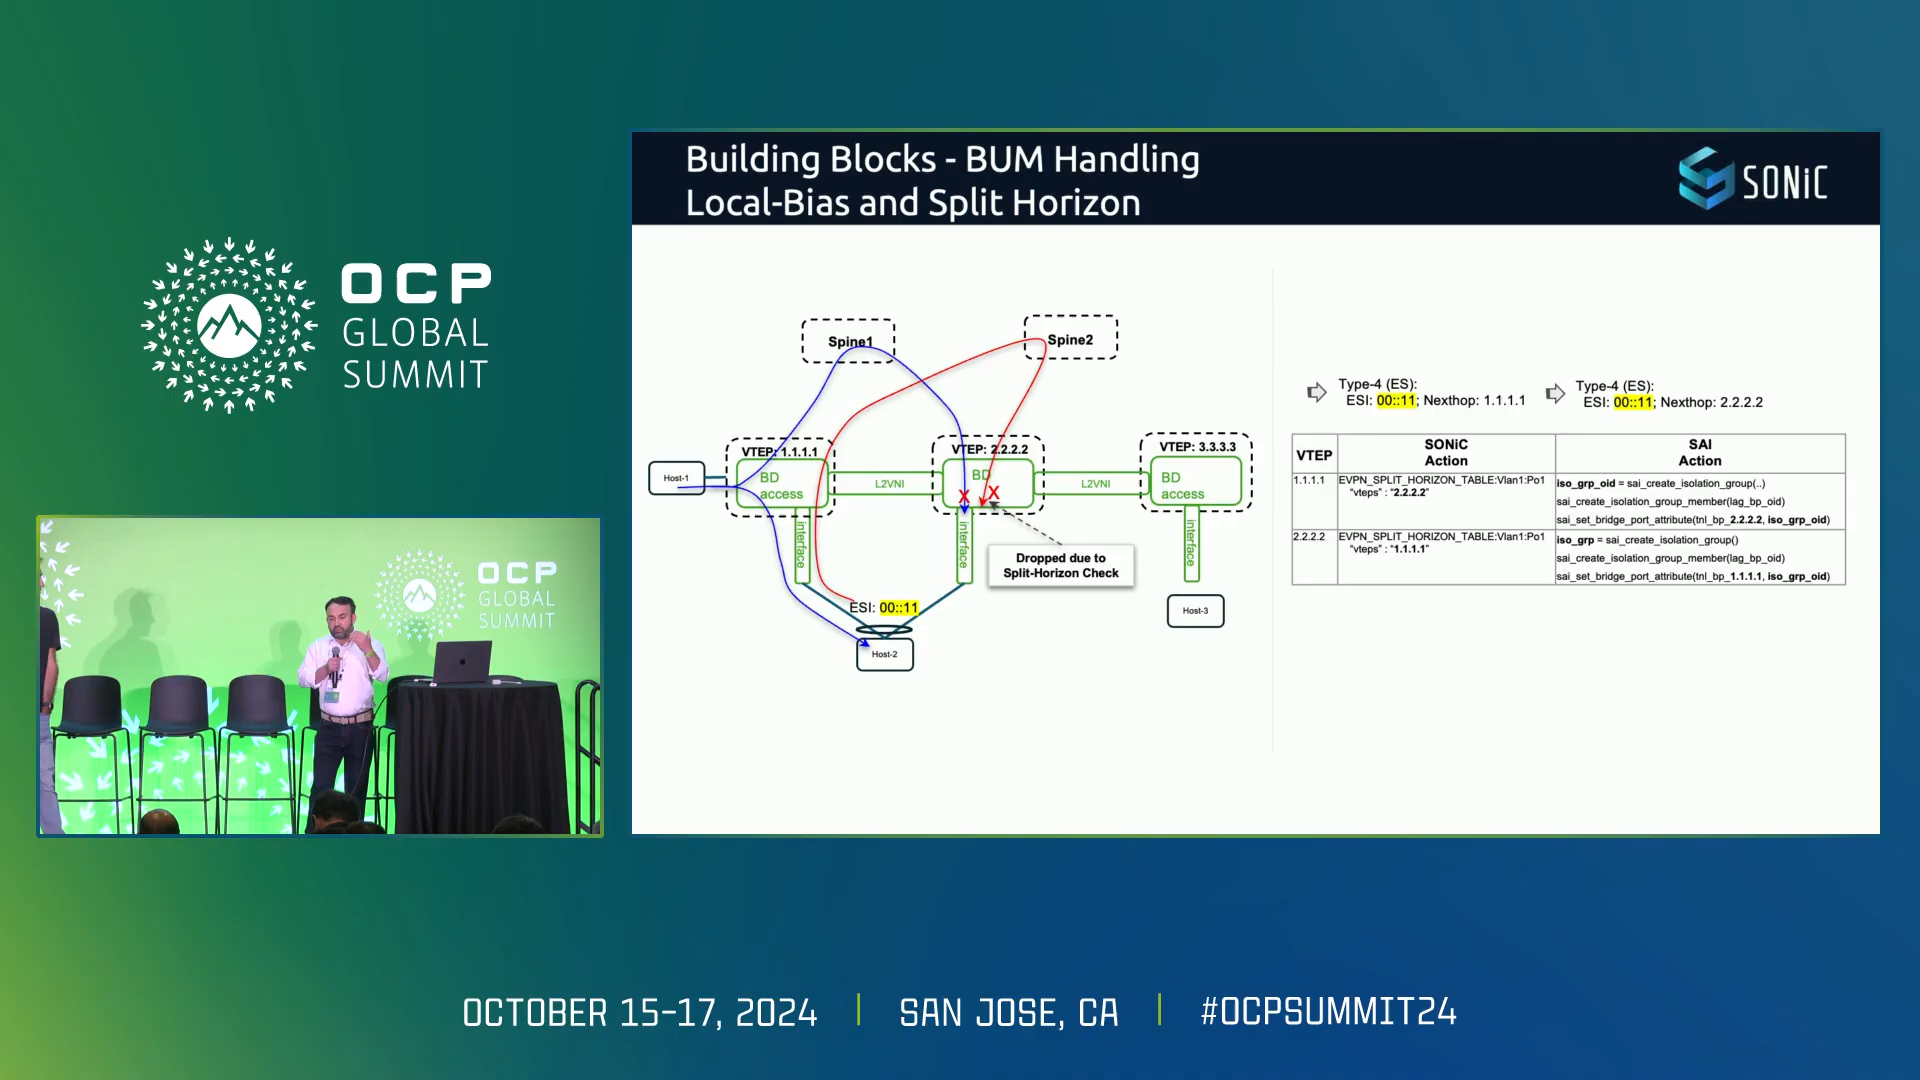 Building Blocks - BUM Handling
Local-Bias and Split Horizon
SONiC
OCP
GLOBAL
SUMMIT
Spine1
Spine2
Type-4 (ES):
ESI: 00::11; Nexthop: 1.1.1.1
Type-4 (ES):
ESI: 00::11; Nexthop: 2.2.2.2
VTEP: 1.1.1.1
VTEP: 2.2.2.2
VTEP: 3.3.3.3
Host-1
BD
access
L2VNI
BD
X
X
L2VNI
BD
access
interface
interface
interface
Dropped due to
Split-Horizon Check
ESI: 00::11
Host-2
Host-3
VTEP
SONiC
Action
SAI
Action
1.1.1.1
EVPN_SPLIT_HORIZON_TABLE:Vlan1:Po1
"vteps" : "2.2.2.2"
iso_grp_oid = sai_create_isolation_group(..)
sai_create_isolation_group_member(lag_bp_oid)
sai_set_bridge_port_attribute(tnl_bp_2.2.2.2, iso_grp_oid)
2.2.2.2
EVPN_SPLIT_HORIZON_TABLE:Vlan1:Po1
"vteps" : "1.1.1.1"
iso_grp = sai_create_isolation_group()
sai_create_isolation_group_member(lag_bp_oid)
sai_set_bridge_port_attribute(tnl_bp_1.1.1.1, iso_grp_oid)
OCP
GLOBAL
SUMMIT
OCTOBER 15-17, 2024
SAN JOSE, CA
#OCPSUMMIT24